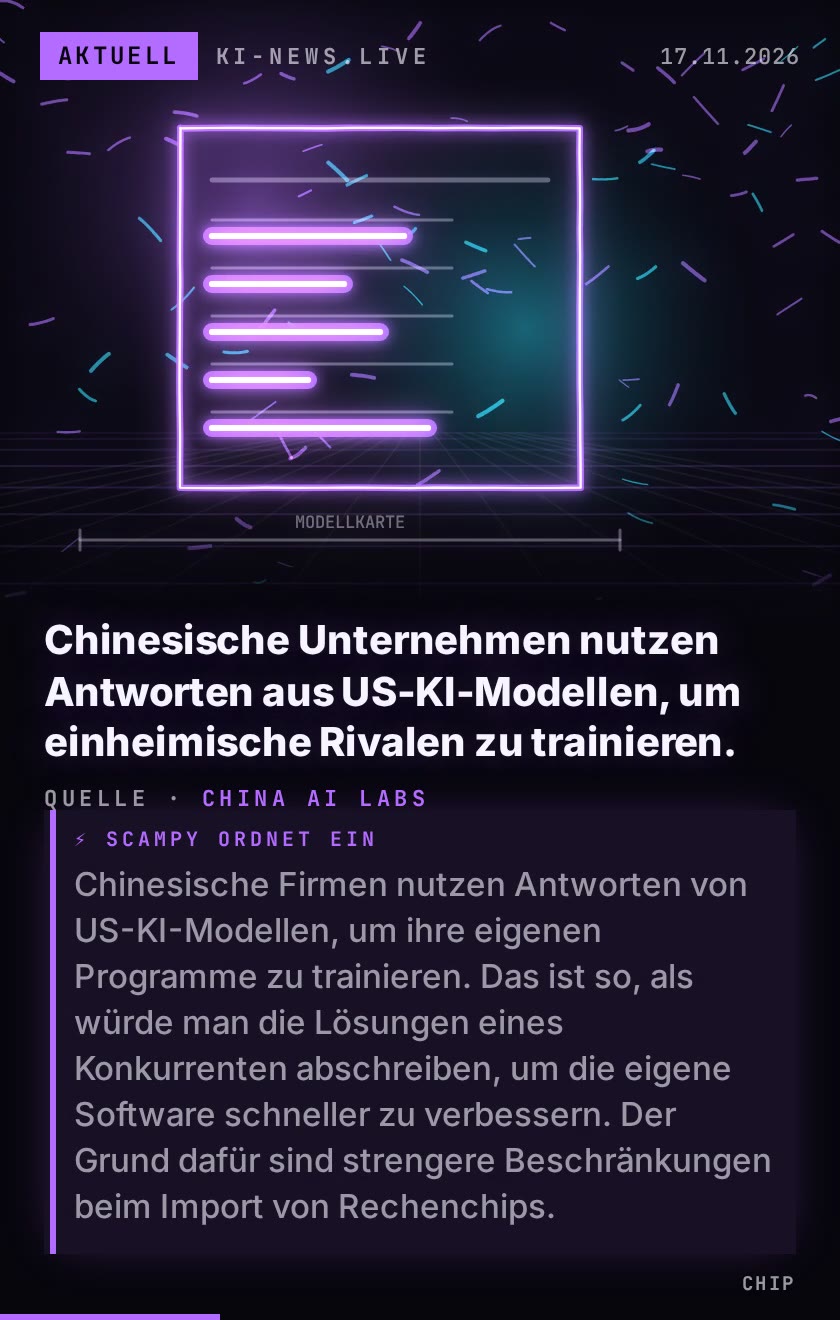 AKTUELL KI-NEWS.LIVE 17.11.2026
MODELLKARTE
Chinesische Unternehmen nutzen
Antworten aus US-KI-Modellen, um
einheimische Rivalen zu trainieren.
QUELLE · CHINA AI LABS
⚡ SCAMPY ORDNET EIN
Chinesische Firmen nutzen Antworten von
US-KI-Modellen, um ihre eigenen
Programme zu trainieren. Das ist so, als
würde man die Lösungen eines
Konkurrenten abschreiben, um die eigene
Software schneller zu verbessern. Der
Grund dafür sind strengere Beschränkungen
beim Import von Rechenchips.
CHIP